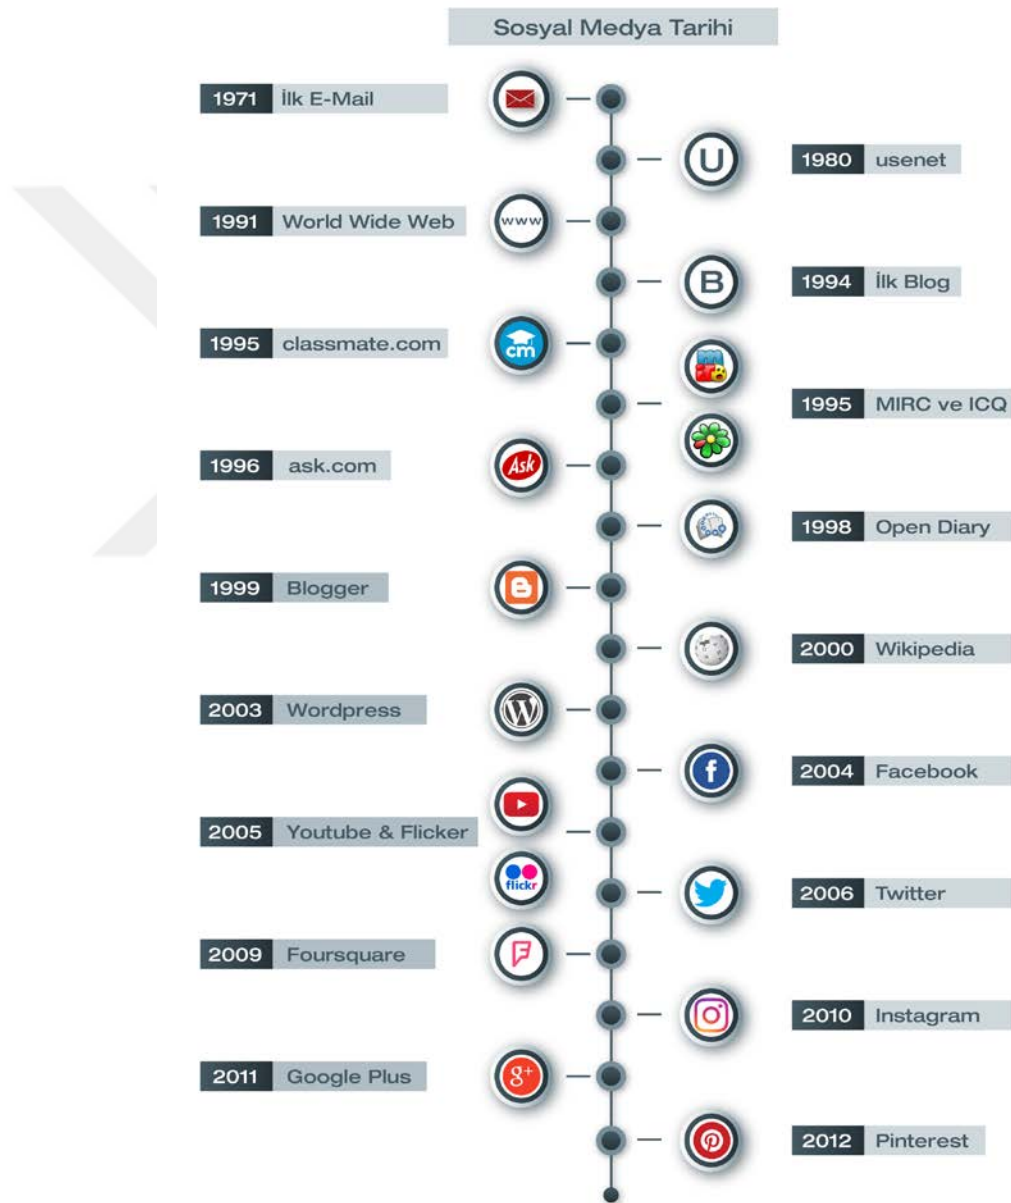 Sosyal Medya Tarihi
1971 İlk E-Mail
U
1980 usenet
1991 World Wide Web
www
B
1994 İlk Blog
1995 classmate.com
cm
mirc
1995 MIRC ve ICQ
1996 ask.com
Ask
1998 Open Diary
1999 Blogger
B
2000 Wikipedia
2003 Wordpress
W
f
2004 Facebook
2005 Youtube & Flicker
flickr
2006 Twitter
2009 Foursquare
F
2010 Instagram
2011 Google Plus
g+
P
2012 Pinterest